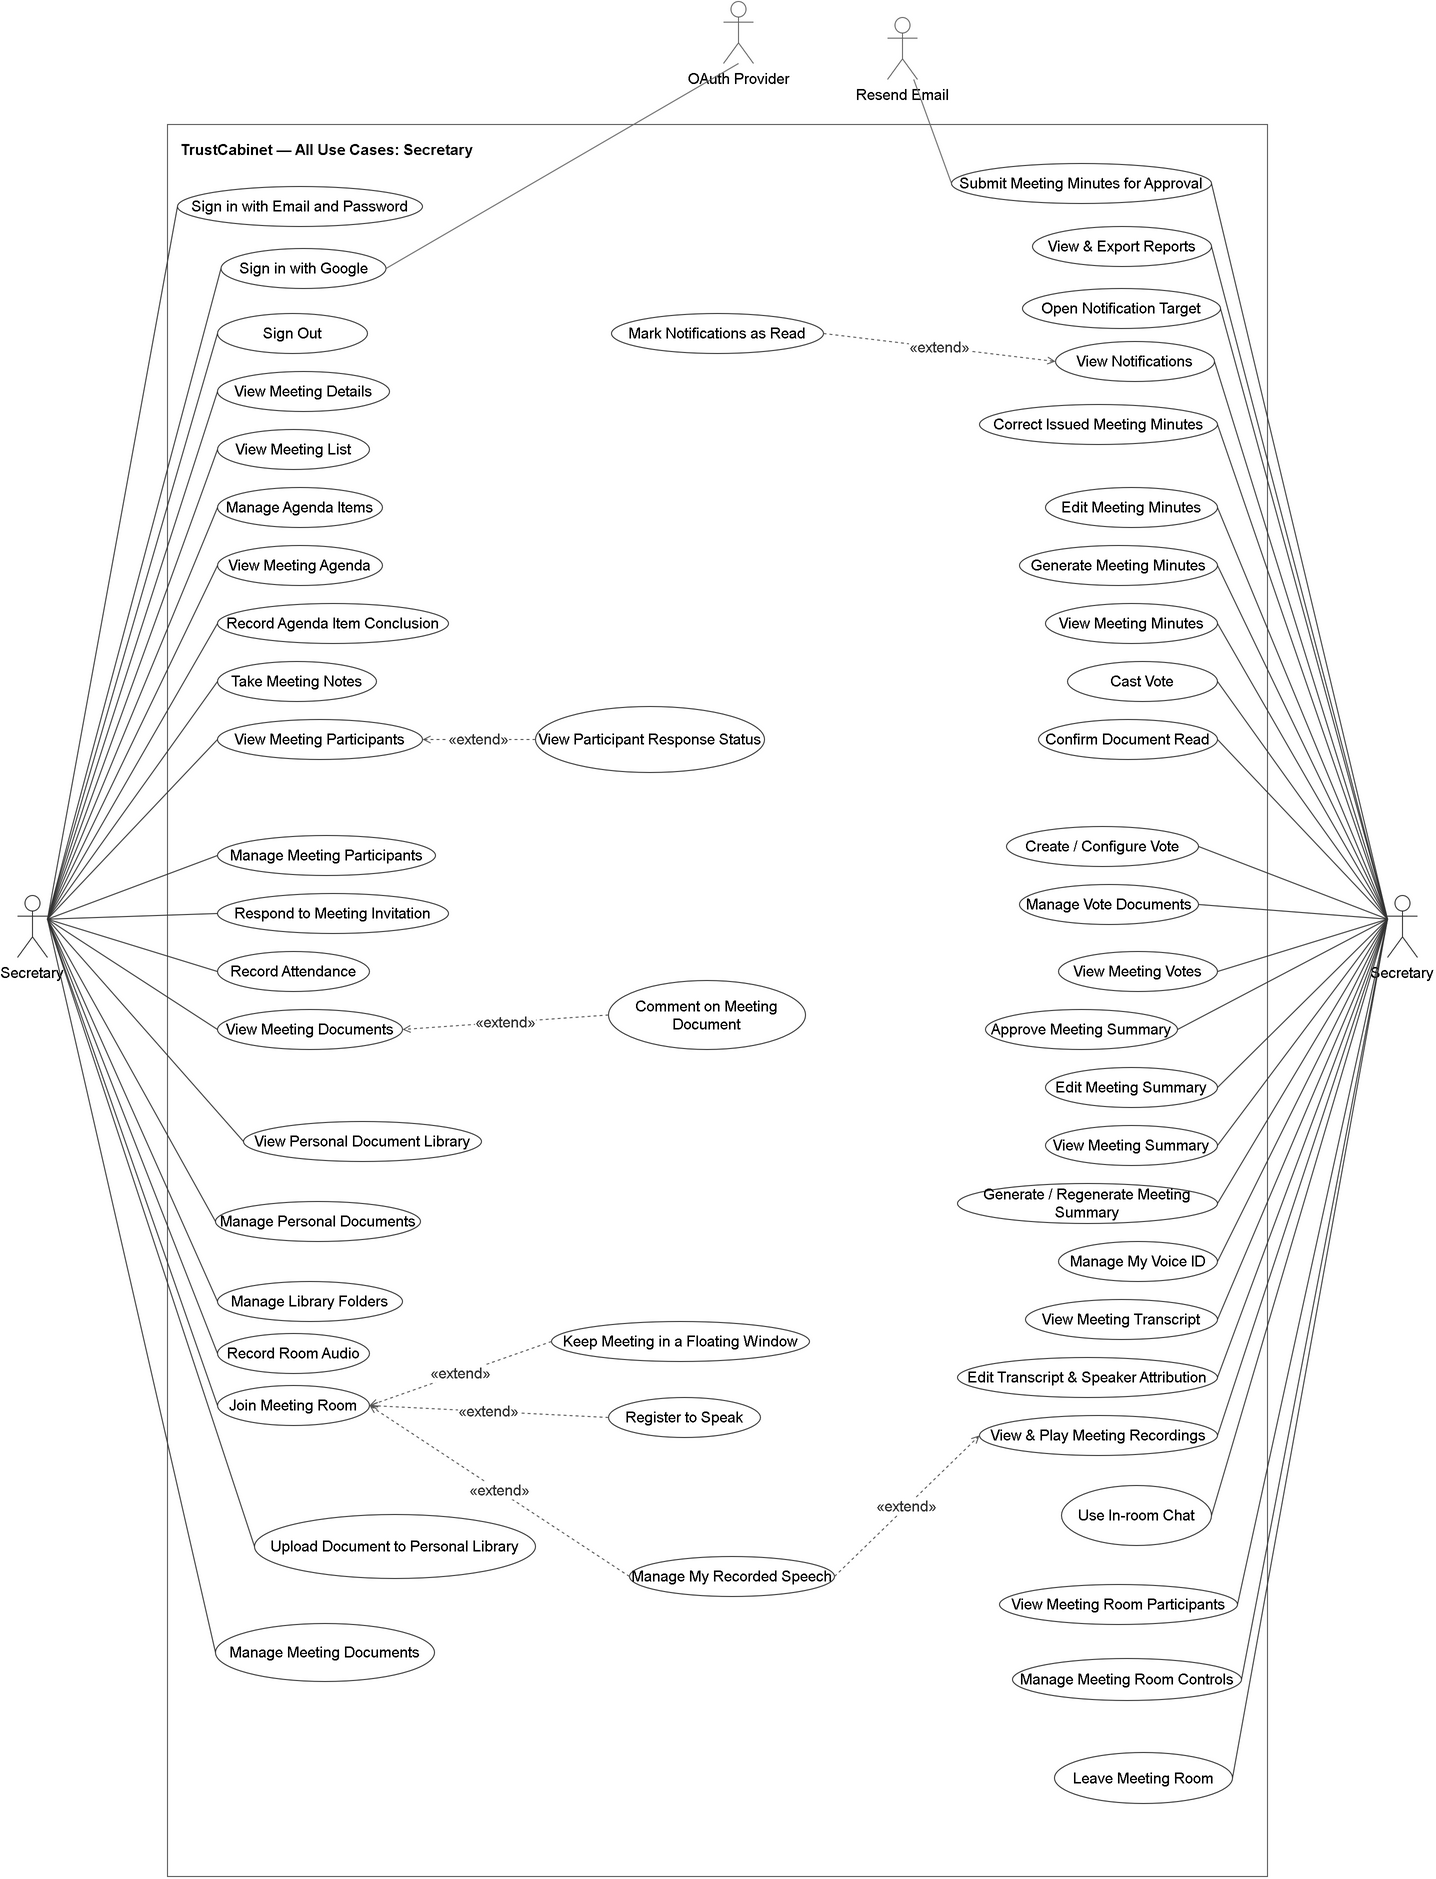 OAuth Provider
Resend Email
TrustCabinet — All Use Cases: Secretary
Submit Meeting Minutes for Approval
Sign in with Email and Password
View & Export Reports
Sign in with Google
Open Notification Target
Sign Out
Mark Notifications as Read
«extend»
View Notifications
View Meeting Details
Correct Issued Meeting Minutes
View Meeting List
Manage Agenda Items
Edit Meeting Minutes
View Meeting Agenda
Generate Meeting Minutes
Record Agenda Item Conclusion
View Meeting Minutes
Take Meeting Notes
Cast Vote
View Meeting Participants
«extend»
View Participant Response Status
Confirm Document Read
Manage Meeting Participants
Create / Configure Vote
Respond to Meeting Invitation
Manage Vote Documents
Secretary
Record Attendance
View Meeting Votes
Secretary
View Meeting Documents
«extend»
Comment on Meeting
Document
Approve Meeting Summary
Edit Meeting Summary
View Personal Document Library
View Meeting Summary
Manage Personal Documents
Generate / Regenerate Meeting
Summary
Manage My Voice ID
Manage Library Folders
View Meeting Transcript
Record Room Audio
Keep Meeting in a Floating Window
«extend»
Edit Transcript & Speaker Attribution
Join Meeting Room
«extend»
Register to Speak
View & Play Meeting Recordings
«extend»
«extend»
Use In-room Chat
Upload Document to Personal Library
Manage My Recorded Speech
View Meeting Room Participants
Manage Meeting Documents
Manage Meeting Room Controls
Leave Meeting Room